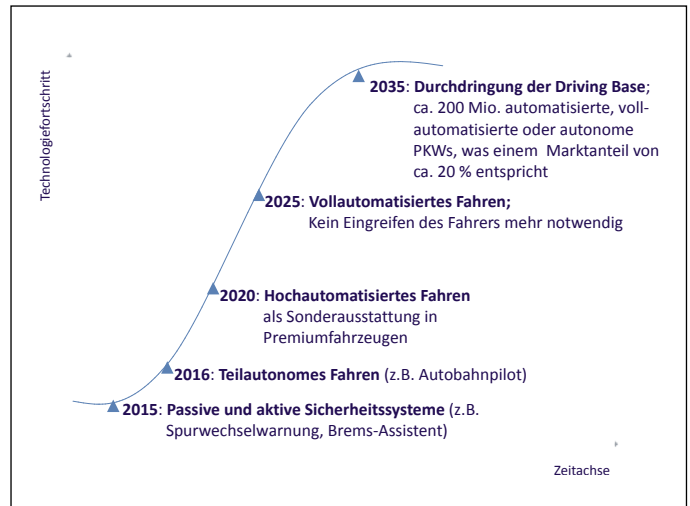 Technologiefortschritt
2035: Durchdringung der Driving Base;
ca. 200 Mio. automatisierte, voll-
automatisierte oder autonome
PKWs, was einem Marktanteil von
ca. 20 % entspricht
2025: Vollautomatisiertes Fahren;
Kein Eingreifen des Fahrers mehr notwendig
2020: Hochautomatisiertes Fahren
als Sonderausstattung in
Premiumfahrzeugen
2016: Teilautonomes Fahren (z.B. Autobahnpilot)
2015: Passive und aktive Sicherheitssysteme (z.B.
Spurwechselwarnung, Brems-Assistent)
Zeitachse